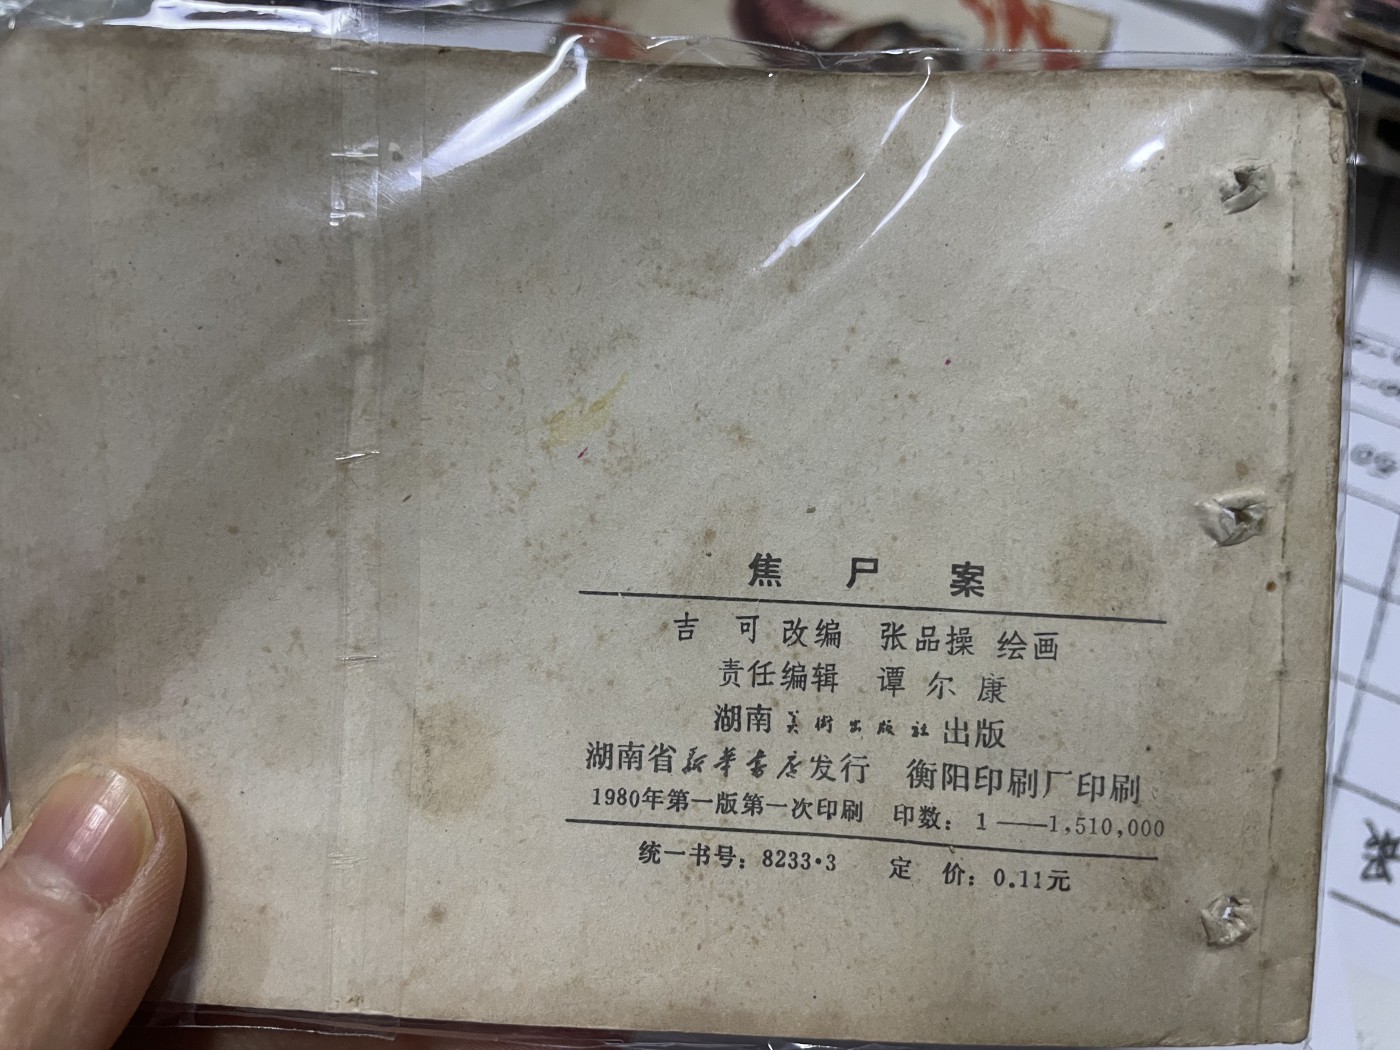 焦尸案
吉可改编 张品操 绘画
责任编辑 谭尔康
湖南美术出版社出版
湖南省新华书店发行 衡阳印刷厂印刷
1980年第一版第一次印刷 印数：1——1,510,000
统一书号：8233·3 定价：0.11元